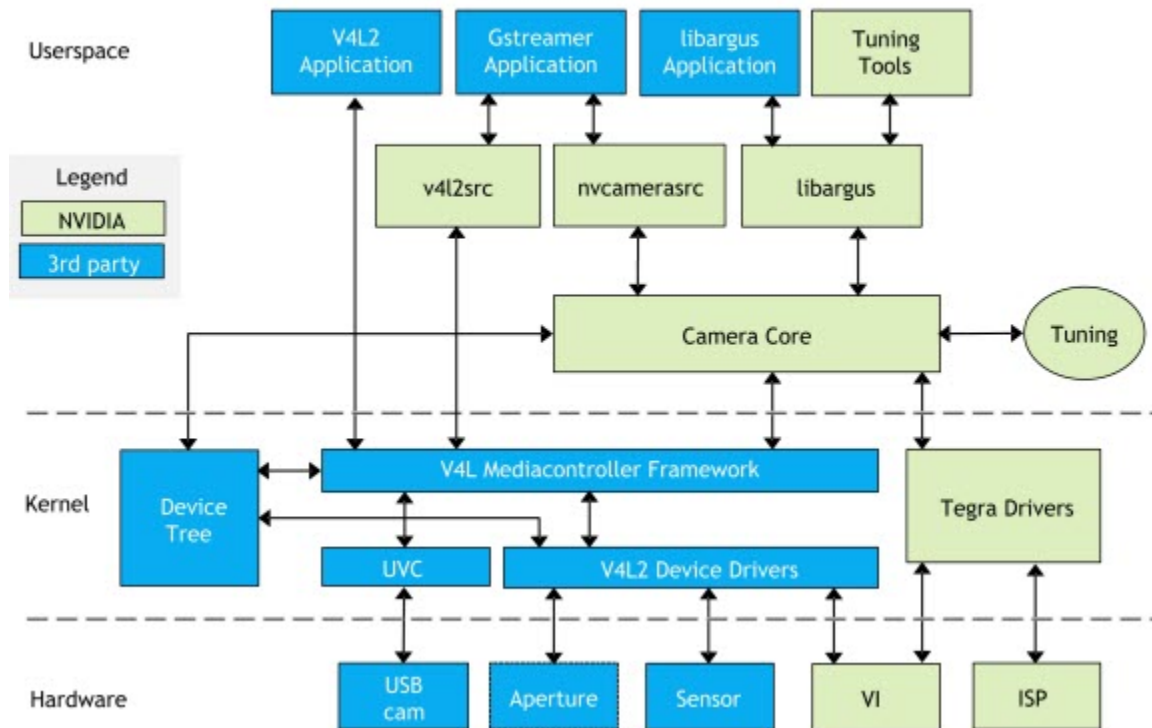 Userspace
V4L2
Application
Gstreamer
Application
libargus
Application
Tuning
Tools
Legend
NVIDIA
3rd party
v4l2src
nvcamerasrc
libargus
Camera Core
Tuning
Kernel
Device
Tree
V4L Mediacontroller Framework
UVC
V4L2 Device Drivers
Tegra Drivers
Hardware
USB
cam
Aperture
Sensor
VI
ISP